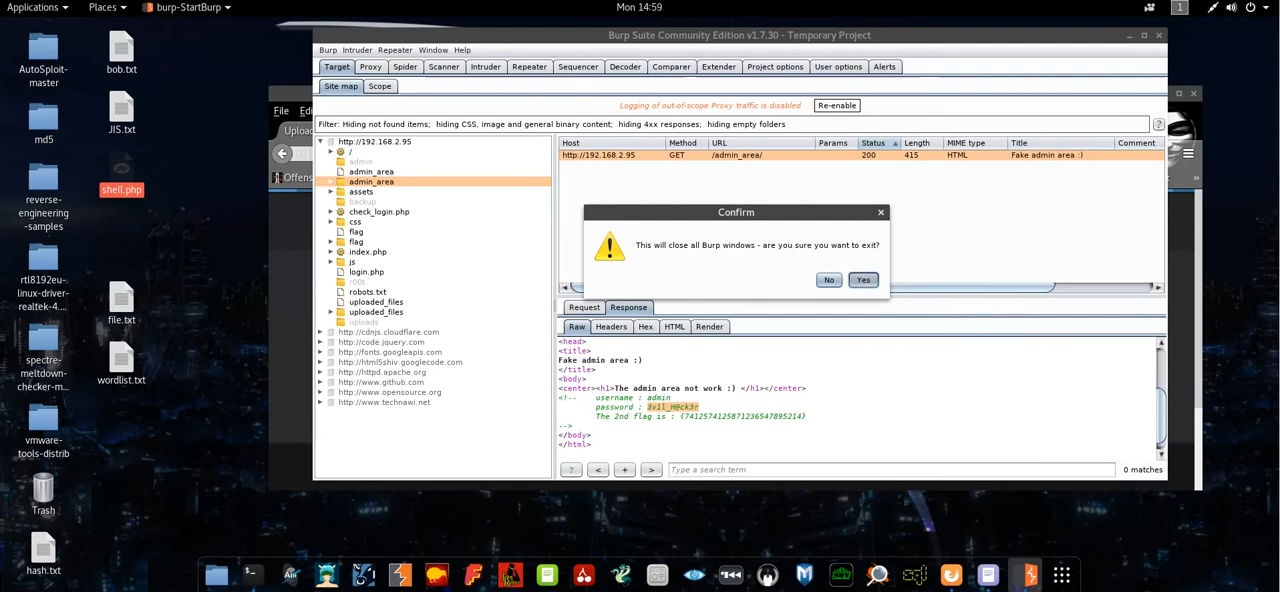 Applications
Places
burp-StartBurp
Mon 14:59
1
AutoSploit-
master
md5
reverse-
engineering
-samples
rtl8192eu-
linux-driver-
realtek-4....
spectre-
meltdown-
checker-m...
vmware-
tools-distrib
Trash
hash.txt
bob.txt
JIS.txt
shell.php
file.txt
wordlist.txt
File
Upload
Offens
Burp Suite Community Edition v1.7.30 - Temporary Project
Burp Intruder Repeater Window Help
Target Proxy Spider Scanner Intruder Repeater Sequencer Decoder Comparer Extender Project options User options Alerts
Site map Scope
Logging of out-of-scope Proxy traffic is disabled Re-enable
Filter: Hiding not found items; hiding CSS, image and general binary content; hiding 4xx responses; hiding empty folders ?
http://192.168.2.95
/
admin
admin_area
admin_area
assets
backup
check_login.php
css
flag
flag
index.php
js
login.php
r00t
robots.txt
uploaded_files
uploaded_files
uploads
http://cdnjs.cloudflare.com
http://code.jquery.com
http://fonts.googleapis.com
http://html5shiv.googlecode.com
http://httpd.apache.org
http://www.github.com
http://www.opensource.org
http://www.technawi.net
Host Method URL Params Status Length MIME type Title Comment
http://192.168.2.95 GET /admin_area/ 200 415 HTML Fake admin area :)
Confirm
This will close all Burp windows - are you sure you want to exit?
No Yes
Request Response
Raw Headers Hex HTML Render
<head>
<title>
Fake admin area :)
</title>
<body>
<center><h1>The admin area not work :) </h1></center>
<!-- username : admin
password : 3v1l_H@ck3r
The 2nd flag is : {7412574125871236547895214}
-->
</body>
</html>
? < + > Type a search term 0 matches